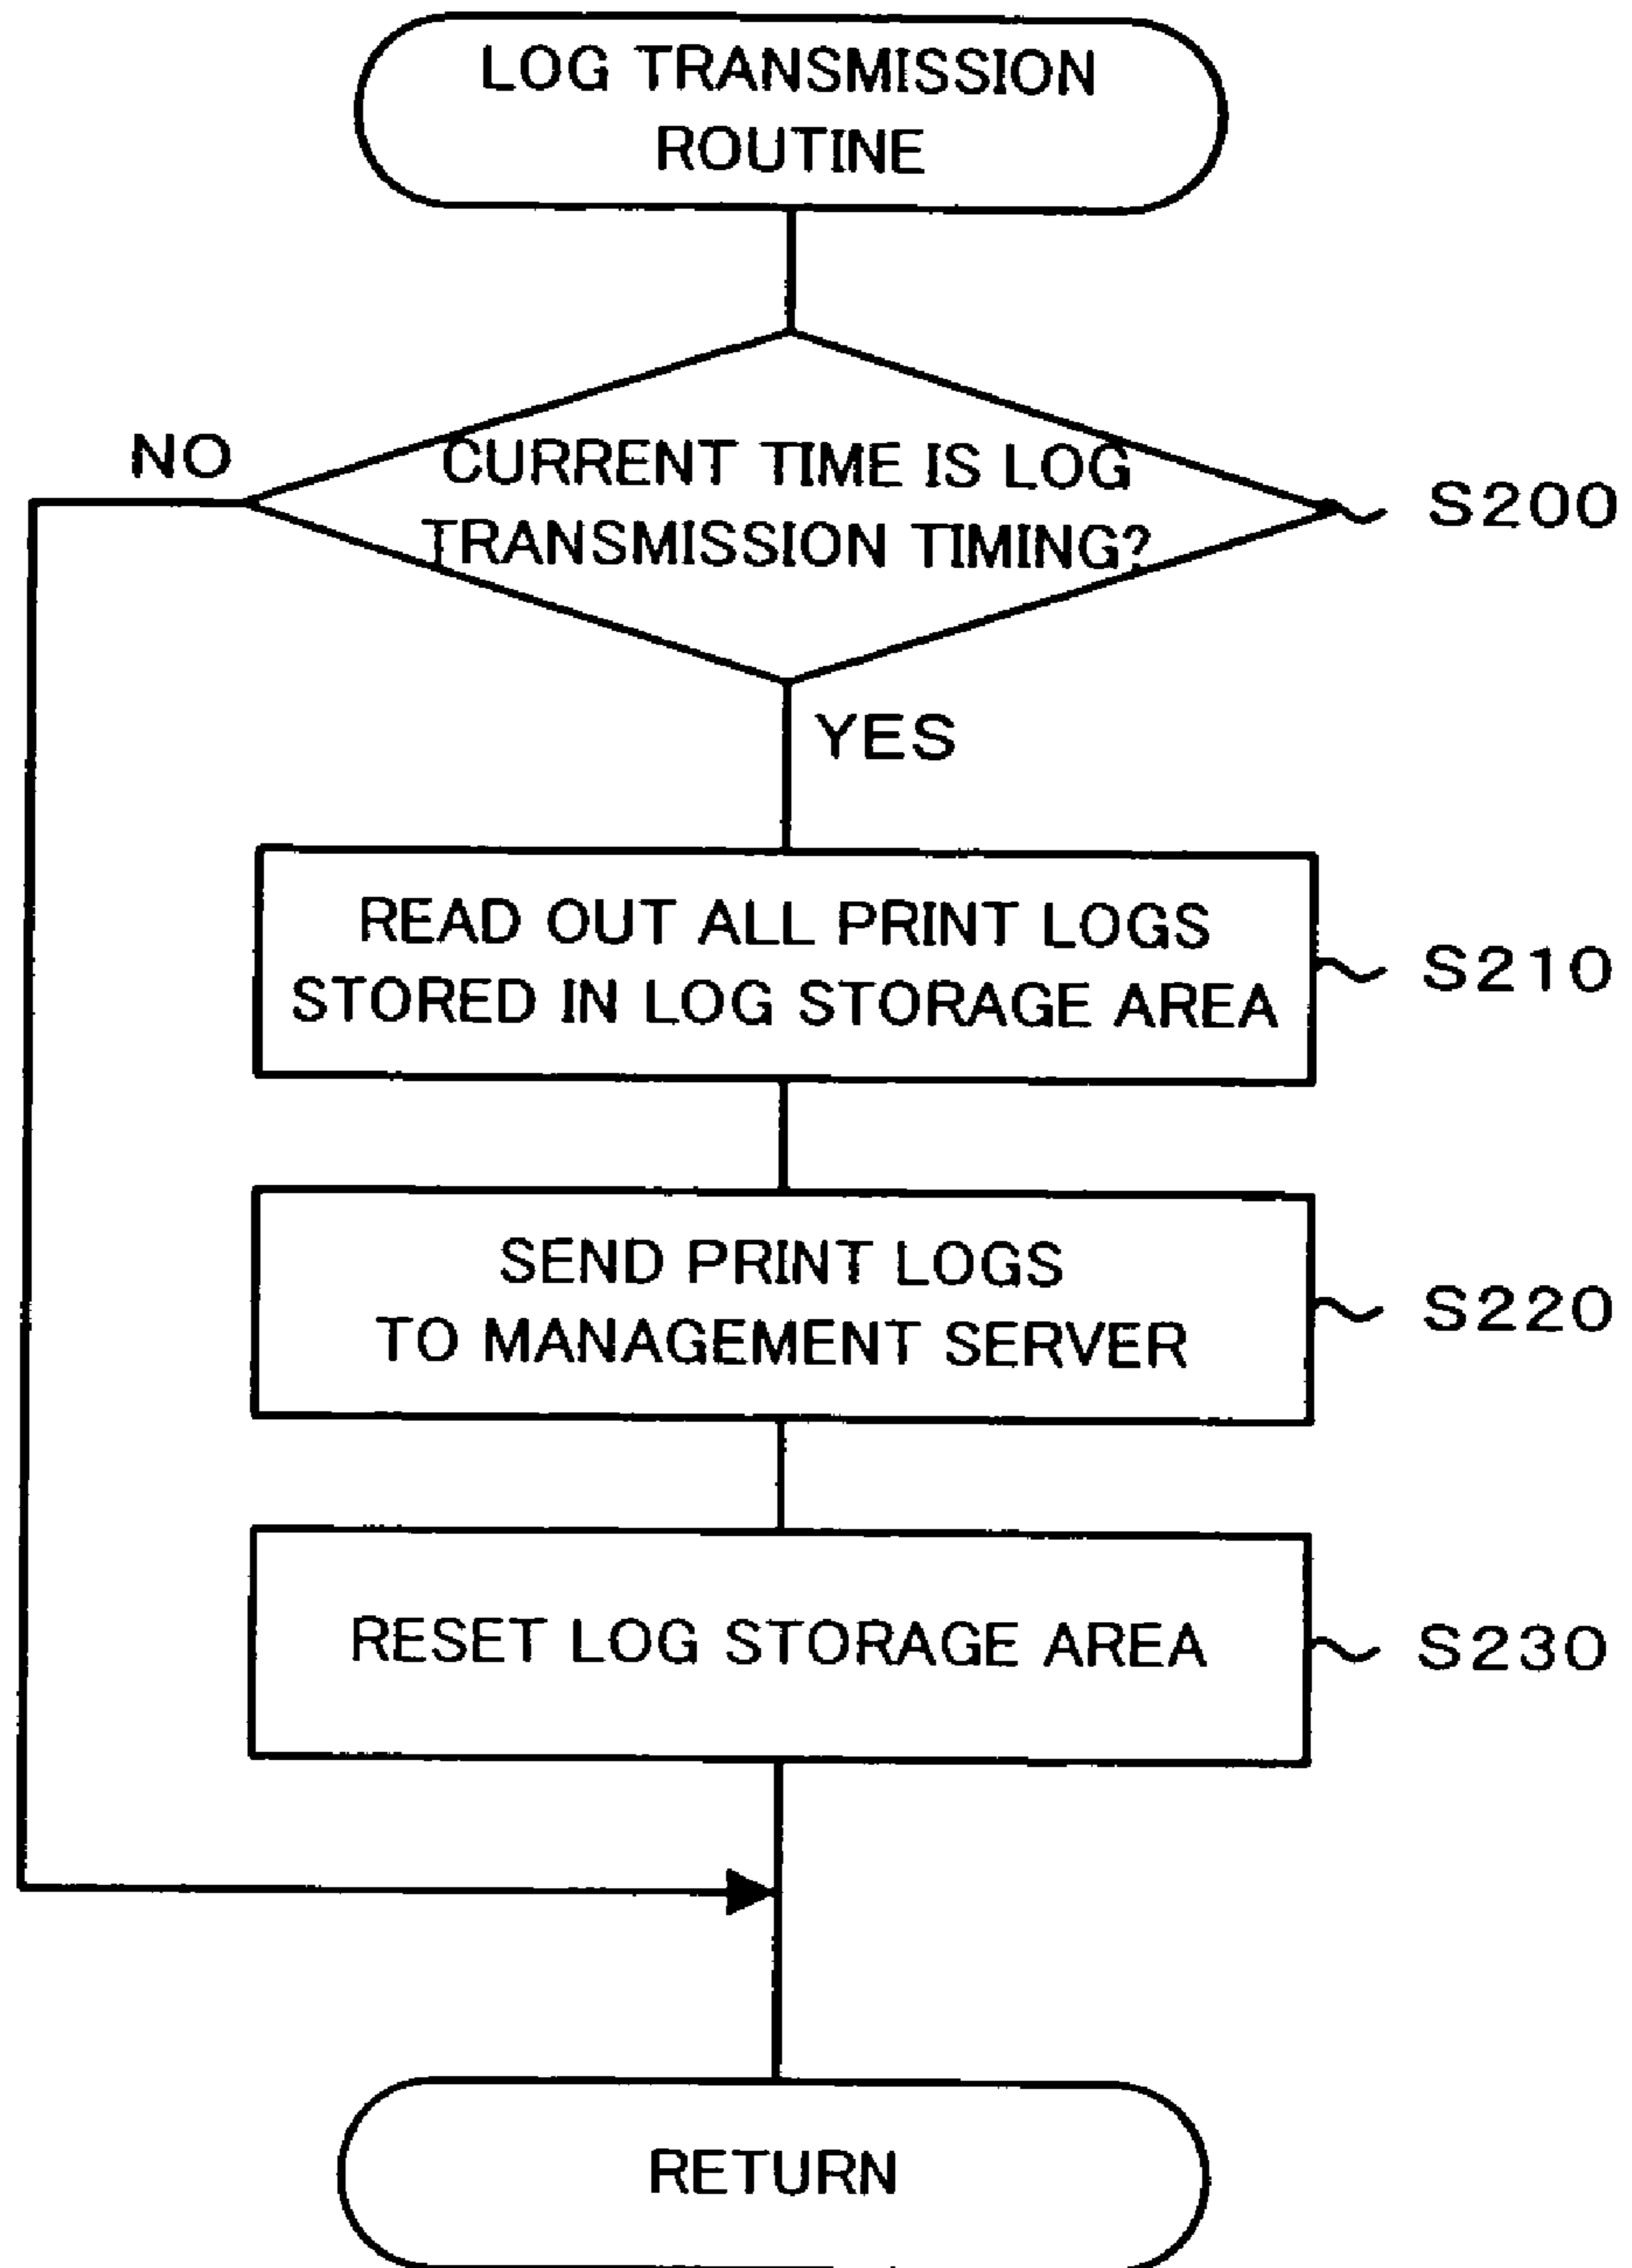 LOG TRANSMISSION
ROUTINE
NO
CURRENT TIME IS LOG
TRANSMISSION TIMING?
S200
YES
READ OUT ALL PRINT LOGS
STORED IN LOG STORAGE AREA
S210
SEND PRINT LOGS
TO MANAGEMENT SERVER
S220
RESET LOG STORAGE AREA
S230
RETURN